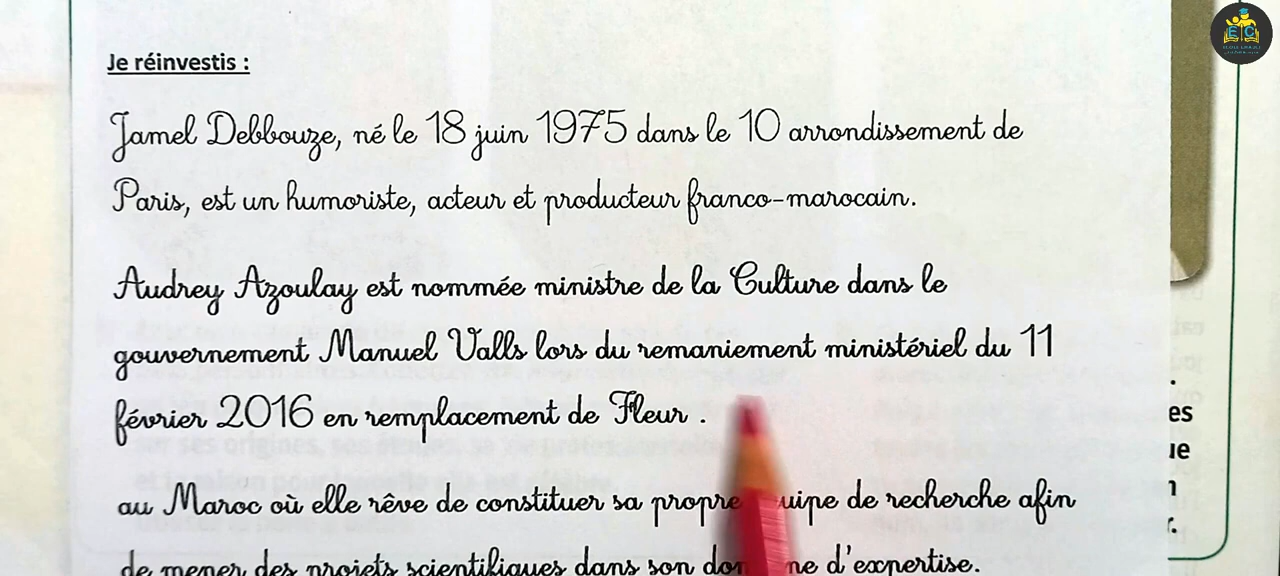 Je réinvestis :
Jamel Debbouze, né le 18 juin 1975 dans le 10 arrondissement de
Paris, est un humoriste, acteur et producteur franco-marocain.
Audrey Azoulay est nommée ministre de la Culture dans le
gouvernement Manuel Valls lors du remaniement ministériel du 11
février 2016 en remplacement de Fleur .
au Maroc où elle rêve de constituer sa propre de recherche afin
de mener des projets scientifiques dans son d'expertise.